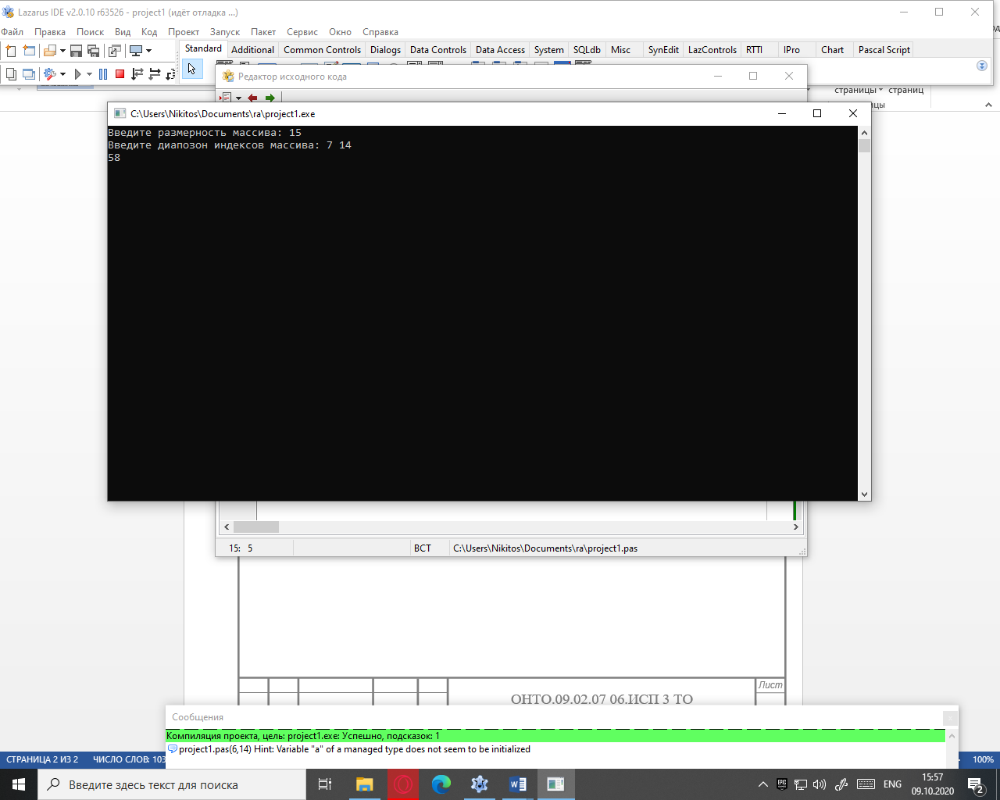 Lazarus IDE v2.0.10 r63526 - project1 (идёт отладка ...)
Файл Правка Поиск Вид Код Проект Запуск Пакет Сервис Окно Справка
Standard Additional Common Controls Dialogs Data Controls Data Access System SQLdb Misc SynEdit LazControls RTTI IPro Chart Pascal Script
Редактор исходного кода
страницы страниц
C:\Users\Nikitos\Documents\ra\project1.exe
Введите размерность массива: 15
Введите диапозон индексов массива: 7 14
58
15: 5 ВСТ C:\Users\Nikitos\Documents\ra\project1.pas
Лист
ОНТО.09.02.07 06.ИСП 3 ТО
Сообщения
Компиляция проекта, цель: project1.exe: Успешно, подсказок: 1
project1.pas(6,14) Hint: Variable "a" of a managed type does not seem to be initialized
СТРАНИЦА 2 ИЗ 2 ЧИСЛО СЛОВ: 103 100%
Введите здесь текст для поиска
EPIC
ENG
15:57
09.10.2020
2